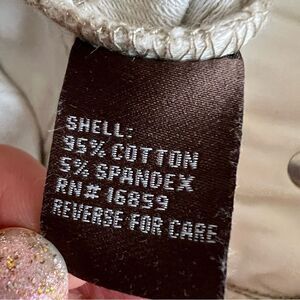 SHELL:
95% COTTON
5% SPANDEX
RN# 16859
REVERSE FOR CARE